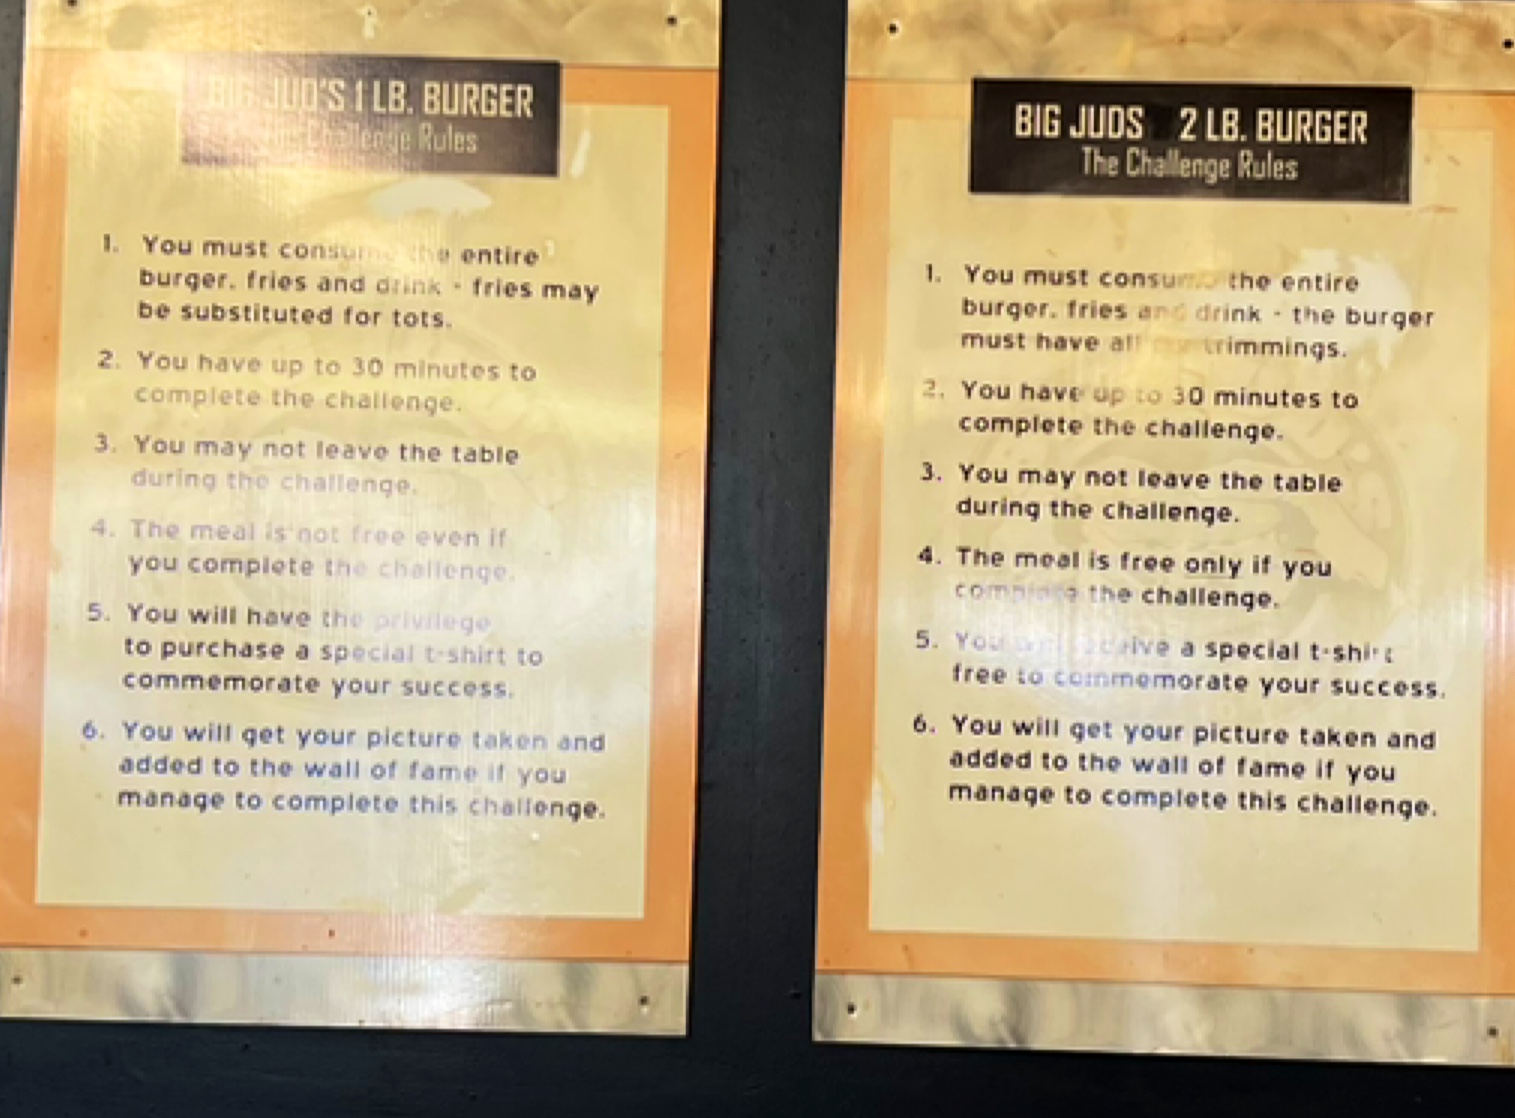 BIG JUD'S 1 LB. BURGER
The Challenge Rules
1. You must consume the entire
burger, fries and drink - fries may
be substituted for tots.
2. You have up to 30 minutes to
complete the challenge.
3. You may not leave the table
during the challenge.
4. The meal is not free even if
you complete the challenge.
5. You will have the privilege
to purchase a special t-shirt to
commemorate your success.
6. You will get your picture taken and
added to the wall of fame if you
manage to complete this challenge.
BIG JUDS 2 LB. BURGER
The Challenge Rules
1. You must consume the entire
burger, fries and drink - the burger
must have all trimmings.
2. You have up to 30 minutes to
complete the challenge.
3. You may not leave the table
during the challenge.
4. The meal is free only if you
complete the challenge.
5. You will receive a special t-shirt
free to commemorate your success.
6. You will get your picture taken and
added to the wall of fame if you
manage to complete this challenge.